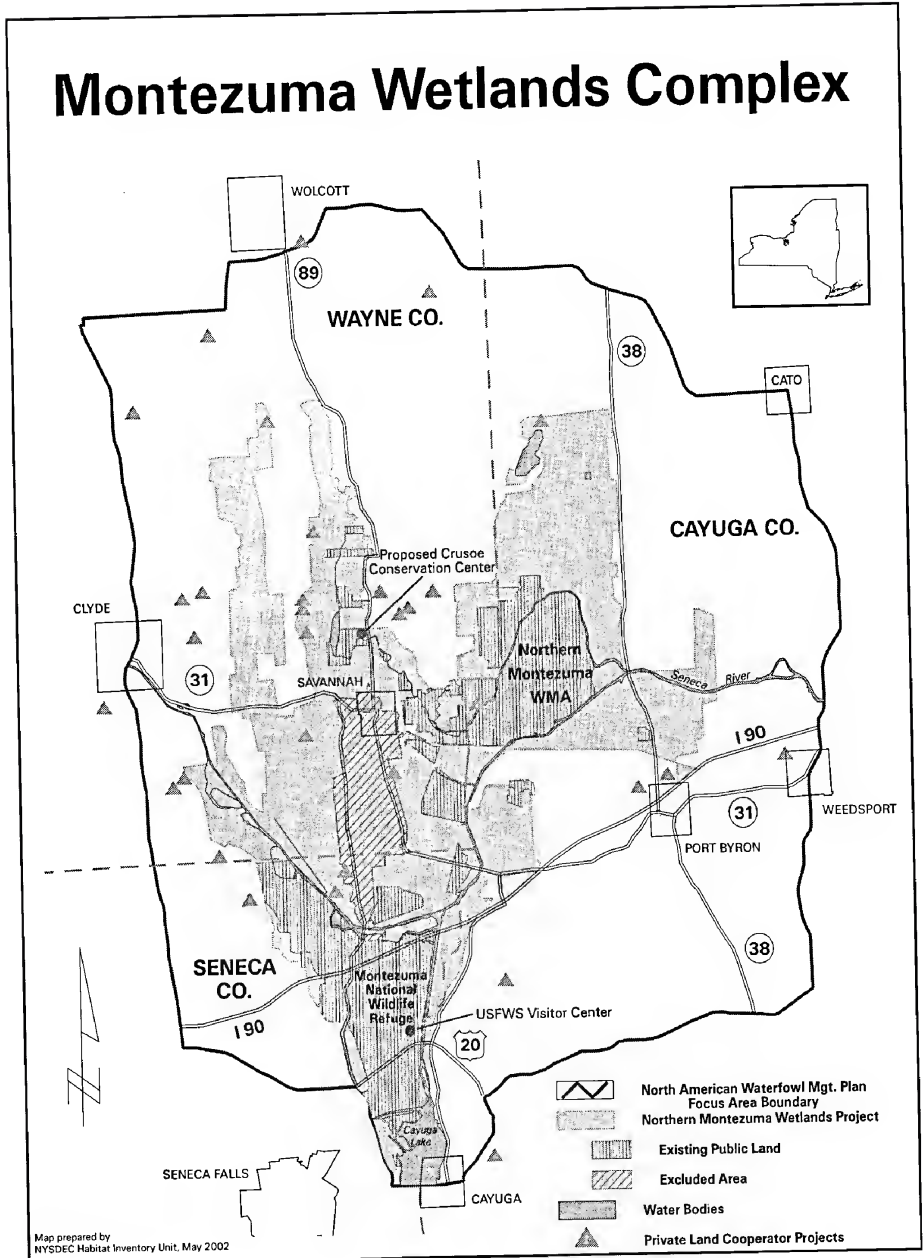 Montezuma Wetlands Complex
WOLCOTT
89
WAYNE CO.
38
CATO
CAYUGA CO.
Proposed Crusoe
Conservation Center
CLYDE
31
SAVANNAH
Northern
Montezuma
WMA
Seneca River
I 90
WEEDSPORT
31
PORT BYRON
SENECA
CO.
I 90
Montezuma
National
Wildlife
Refuge
USFWS Visitor Center
20
38
Cayuga
Lake
SENECA FALLS
CAYUGA
North American Waterfowl Mgt. Plan
Focus Area Boundary
Northern Montezuma Wetlands Project
Existing Public Land
Excluded Area
Water Bodies
Private Land Cooperator Projects
Map prepared by
NYSDEC Habitat Inventory Unit, May 2002